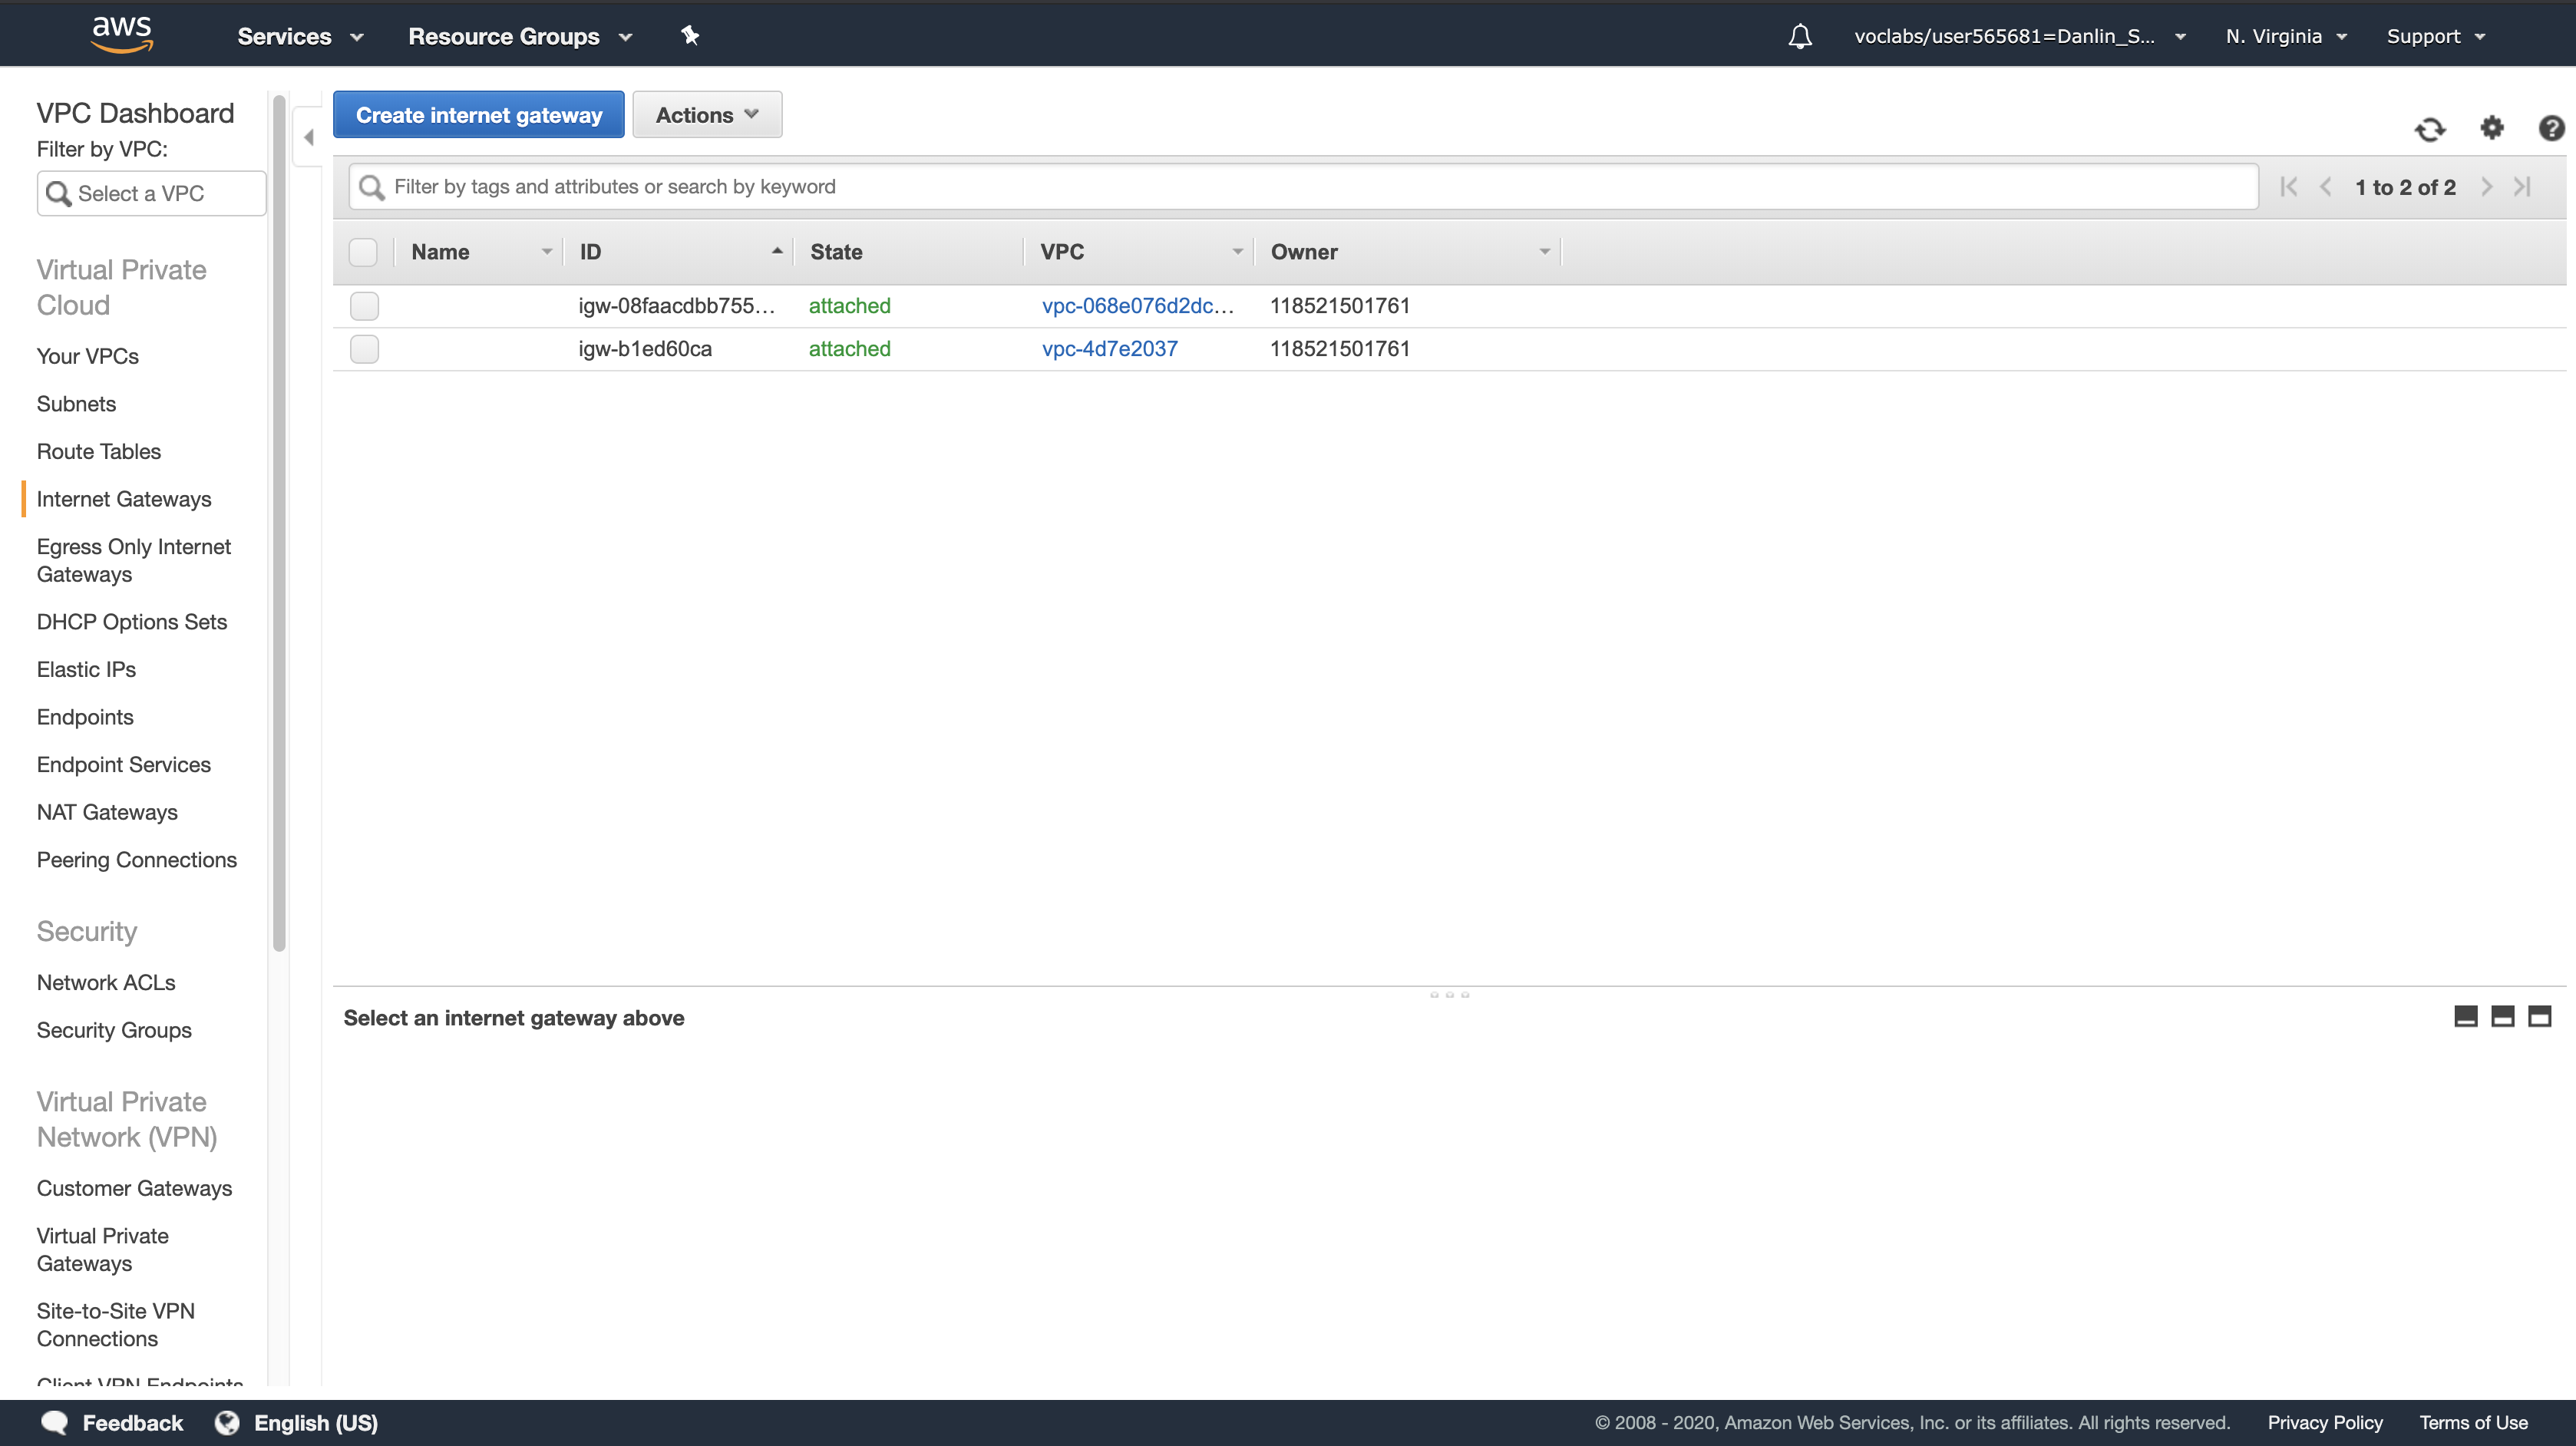 aws Services Resource Groups voclabs/user565681=Danlin_S... N. Virginia Support
VPC Dashboard
Filter by VPC:
Select a VPC
Virtual Private
Cloud
Your VPCs
Subnets
Route Tables
Internet Gateways
Egress Only Internet
Gateways
DHCP Options Sets
Elastic IPs
Endpoints
Endpoint Services
NAT Gateways
Peering Connections
Security
Network ACLs
Security Groups
Virtual Private
Network (VPN)
Customer Gateways
Virtual Private
Gateways
Site-to-Site VPN
Connections
Client VPN Endpoints
Create internet gateway Actions
Filter by tags and attributes or search by keyword 1 to 2 of 2
Name ID State VPC Owner
igw-08faacdbb755... attached vpc-068e076d2dc... 118521501761
igw-b1ed60ca attached vpc-4d7e2037 118521501761
Select an internet gateway above
Feedback English (US) © 2008 - 2020, Amazon Web Services, Inc. or its affiliates. All rights reserved. Privacy Policy Terms of Use